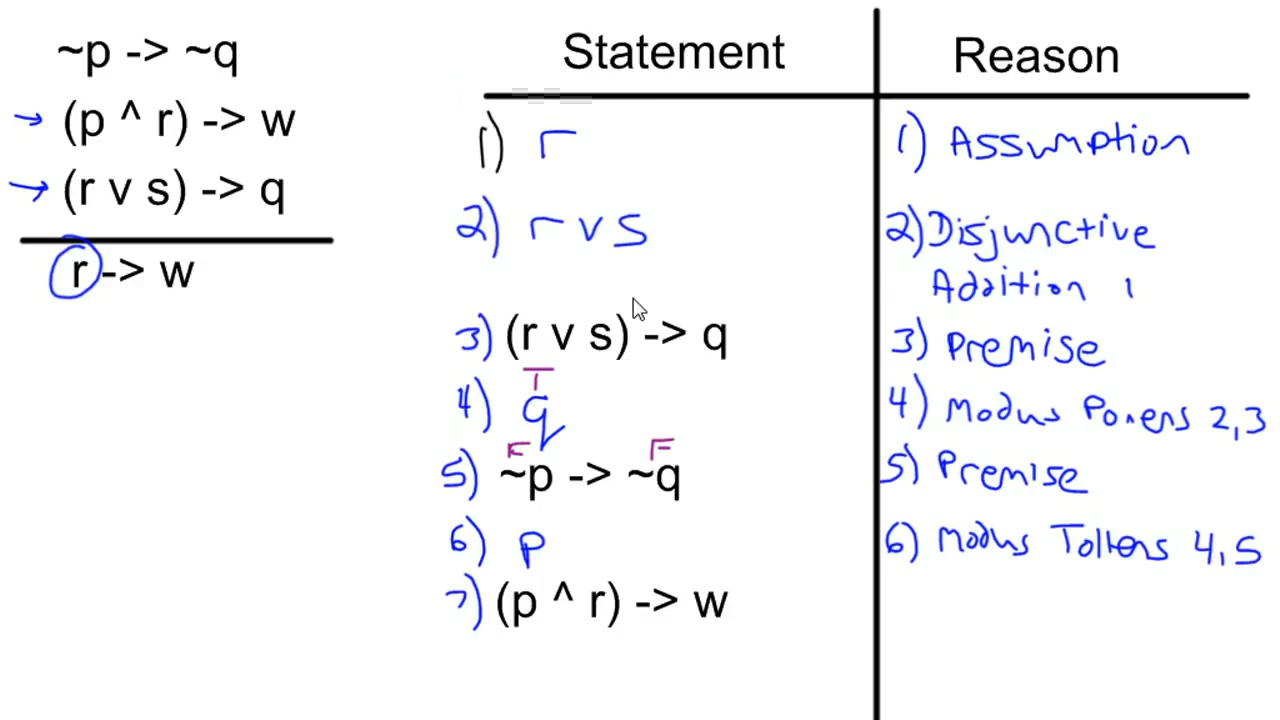 ~p -> ~q
→ (p ^ r) -> w
→ (r v s) -> q
r -> w
Statement
Reason
1) r
1) Assumption
2) r v s
2) Disjunctive
Addition 1
3) (r v s) -> q
3) Premise
T
4) q
4) Modus Ponens 2,3
F F
5) ~p -> ~q
5) Premise
6) p
6) Modus Tollens 4,5
7) (p ^ r) -> w